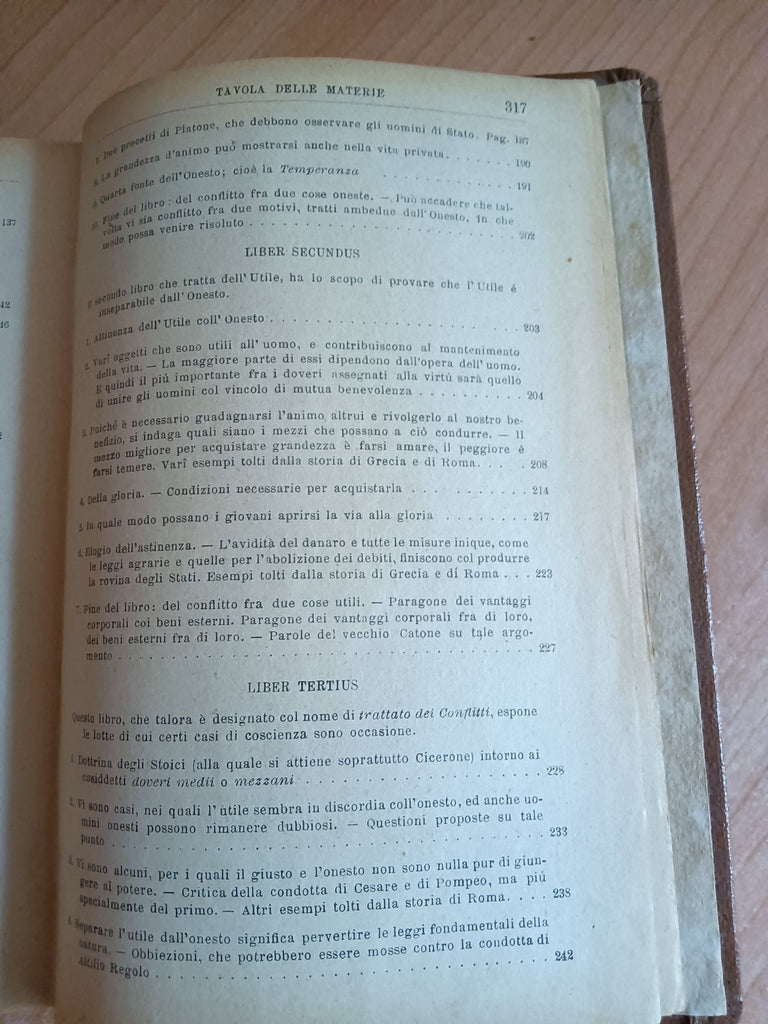 TAVOLA DELLE MATERIE 317
7. Due precetti di Platone, che debbono osservare gli uomini di Stato. Pag. 187
8. La grandezza d'animo può mostrarsi anche nella vita privata. . . . . . . . 190
9. Quarta fonte dell'Onesto; cioè la Temperanza . . . . . . . . . . . . 191
10. Fine del libro: del conflitto fra due cose oneste. — Può accadere che tal-
volta vi sia conflitto fra due motivi, tratti ambedue dall'Onesto. In che
modo possa venire risoluto . . . . . . . . . . . . . . . . . . . . 202
LIBER SECUNDUS
Il secondo libro che tratta dell'Utile, ha lo scopo di provare che l'Utile é
inseparabile dall'Onesto.
1. Attinenza dell'Utile coll'Onesto . . . . . . . . . . . . . . . . . 203
2. Varî oggetti che sono utili all'uomo, e contribuiscono al mantenimento
della vita. — La maggiore parte di essi dipendono dall'opera dell'uomo.
E quindi il piú importante fra i doveri assegnati alla virtú sarà quello
di unire gli uomini col vincolo di mutua benevolenza . . . . . . . . . 204
3. Poiché è necessario guadagnarsi l'animo altrui e rivolgerlo al nostro be-
nefizio, si indaga quali siano i mezzi che possano a ciò condurre. — Il
mezzo migliore per acquistare grandezza è farsi amare, il peggiore è
farsi temere. Varî esempi tolti dalla storia di Grecia e di Roma. . . . 208
4. Della gloria. — Condizioni necessarie per acquistarla . . . . . . . . . 214
5. In quale modo possano i giovani aprirsi la via alla gloria . . . . . . . 217
6. Elogio dell'astinenza. — L'avidità del danaro e tutte le misure inique, come
le leggi agrarie e quelle per l'abolizione dei debiti, finiscono col produrre
la rovina degli Stati. Esempi tolti dalla storia di Grecia e di Roma . . . 223
7. Fine del libro: del conflitto fra due cose utili. — Paragone dei vantaggi
corporali coi beni esterni. Paragone dei vantaggi corporali fra di loro,
dei beni esterni fra di loro. — Parole del vecchio Catone su tale argo-
mento . . . . . . . . . . . . . . . . . . . . . . . . . . . . 227
LIBER TERTIUS
Questo libro, che talora è designato col nome di trattato dei Conflitti, espone
le lotte di cui certi casi di coscienza sono occasione.
1. Dottrina degli Stoici (alla quale si attiene soprattutto Cicerone) intorno ai
cosiddetti doveri medii o mezzani . . . . . . . . . . . . . . . . . 228
2. Vi sono casi, nei quali l'utile sembra in discordia coll'onesto, ed anche uo-
mini onesti possono rimanere dubbiosi. — Questioni proposte su tale
punto . . . . . . . . . . . . . . . . . . . . . . . . . . . . 233
3. Vi sono alcuni, per i quali il giusto e l'onesto non sono nulla pur di giun-
gere al potere. — Critica della condotta di Cesare e di Pompeo, ma piú
specialmente del primo. — Altri esempi tolti dalla storia di Roma. . . . 238
4. Separare l'utile dall'onesto significa pervertire le leggi fondamentali della
natura. — Obbiezioni, che potrebbero essere mosse contro la condotta di
Attilio Regolo . . . . . . . . . . . . . . . . . . . . . . . . . 242
137
42
46